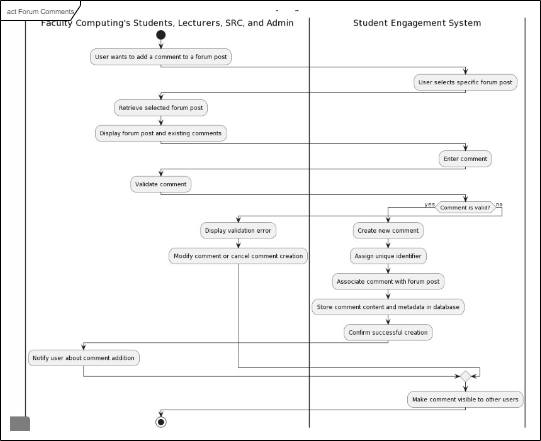 act Forum Comments
Faculty Computing's Students, Lecturers, SRC, and Admin
Student Engagement System
User wants to add a comment to a forum post
User selects specific forum post
Retrieve selected forum post
Display forum post and existing comments
Enter comment
Validate comment
yes
Comment is valid?
no
Display validation error
Create new comment
Modify comment or cancel comment creation
Assign unique identifier
Associate comment with forum post
Store comment content and metadata in database
Confirm successful creation
Notify user about comment addition
Make comment visible to other users